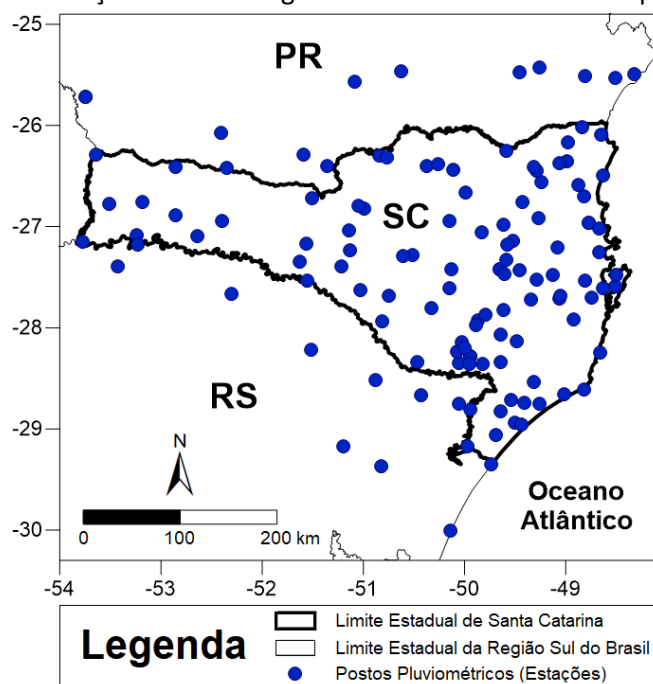 -25
-26
-27
-28
-29
-30
PR
SC
RS
N
0 100 200 km
Oceano
Atlântico
-54 -53 -52 -51 -50 -49
Legenda
Limite Estadual de Santa Catarina
Limite Estadual da Região Sul do Brasil
Postos Pluviométricos (Estações)